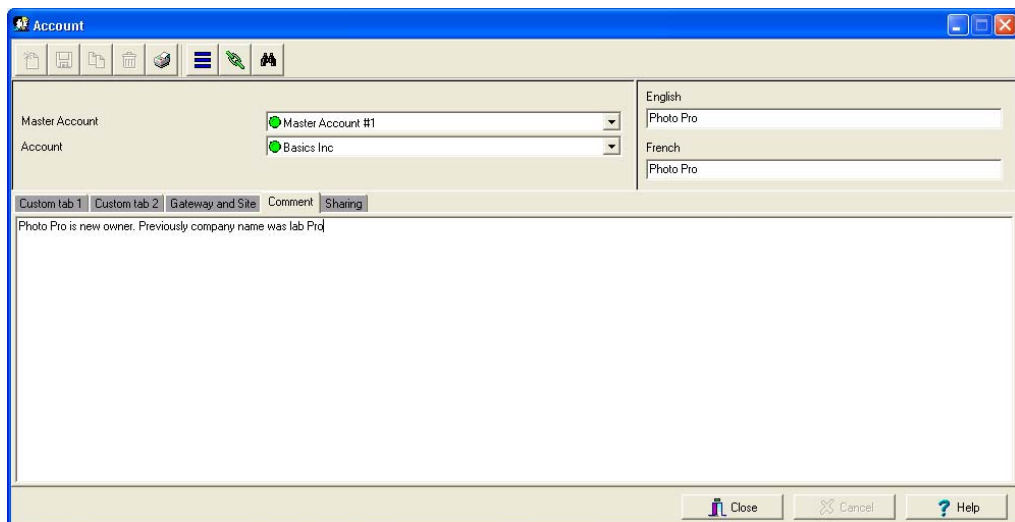 Account
English
Master Account Master Account #1 Photo Pro
Account Basics Inc French
Photo Pro
Custom tab 1 Custom tab 2 Gateway and Site Comment Sharing
Photo Pro is new owner. Previously company name was lab Pro
Close Cancel ? Help